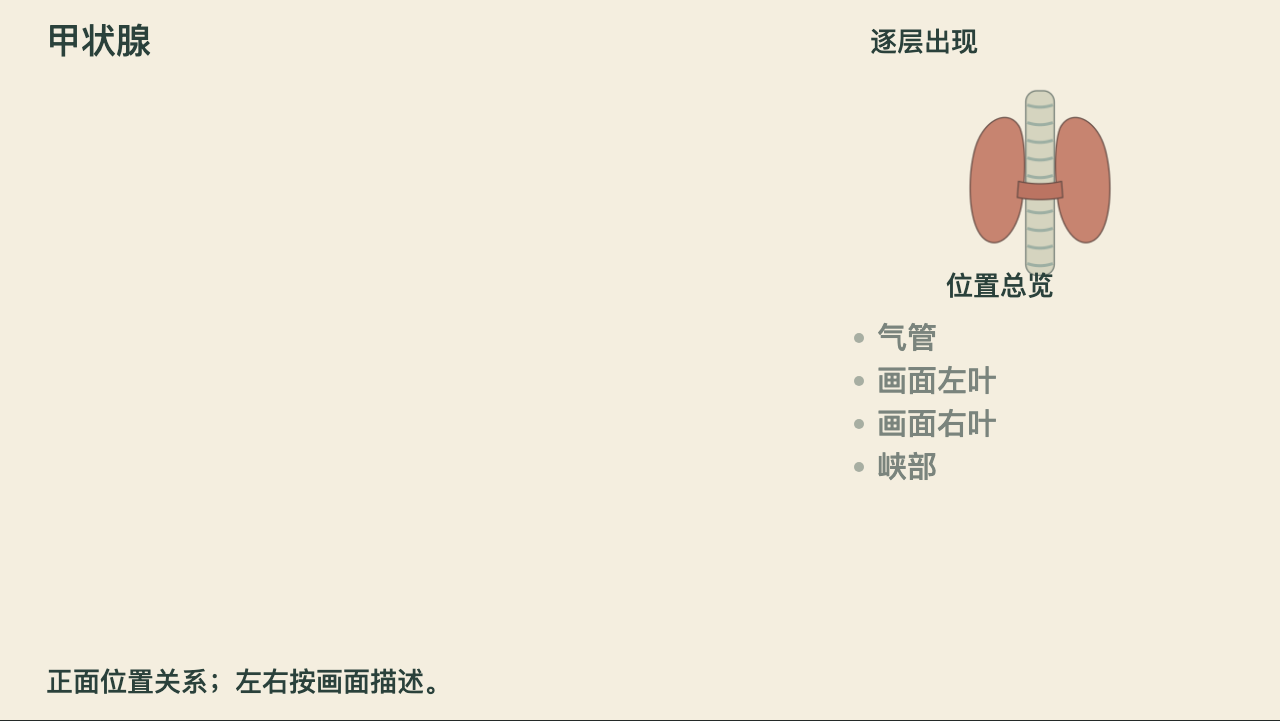 甲状腺
逐层出现
位置总览
气管
画面左叶
画面右叶
峡部
正面位置关系；左右按画面描述。